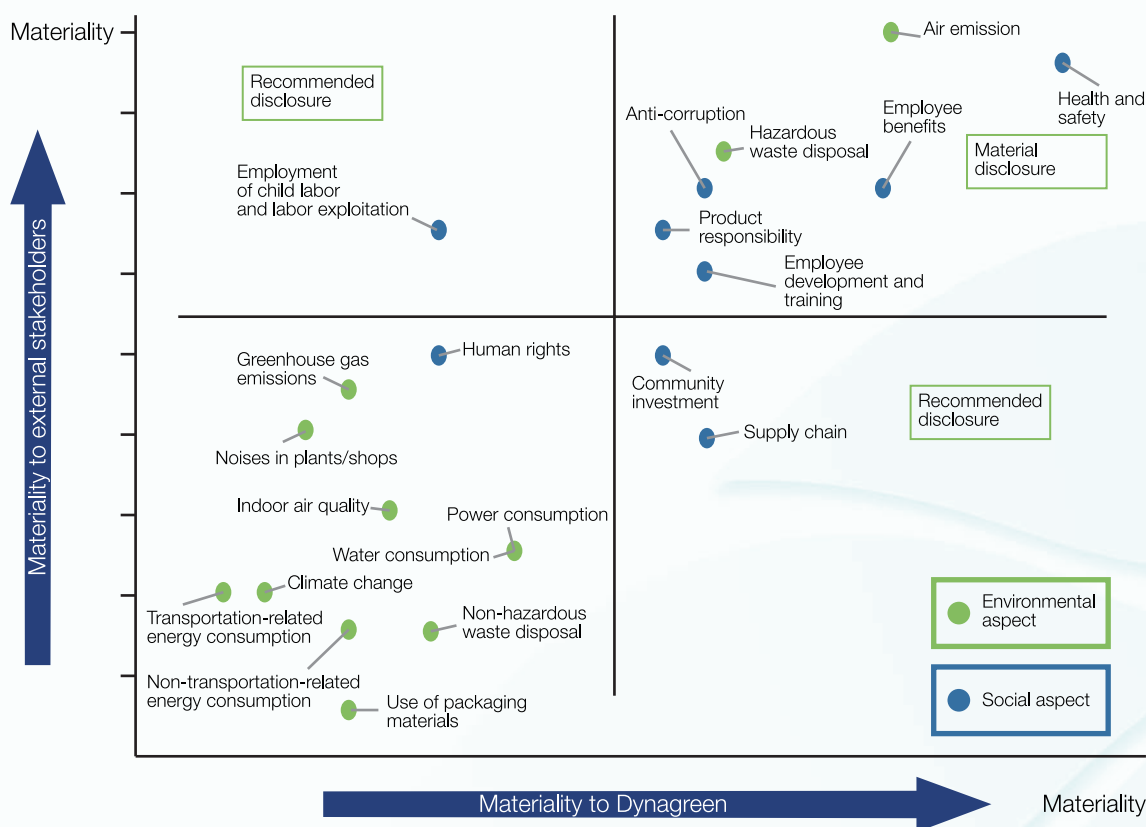 Materiality
Air emission
Recommended
disclosure
Health and
safety
Anti-corruption
Employee
benefits
Hazardous
waste disposal
Material
disclosure
Employment
of child labor
and labor exploitation
Product
responsibility
Employee
development and
training
Materiality to external stakeholders
Human rights
Greenhouse gas
emissions
Community
investment
Recommended
disclosure
Supply chain
Noises in plants/shops
Indoor air quality
Power consumption
Water consumption
Climate change
Transportation-related
energy consumption
Non-hazardous
waste disposal
Non-transportation-related
energy consumption
Use of packaging
materials
Environmental
aspect
Social aspect
Materiality to Dynagreen
Materiality